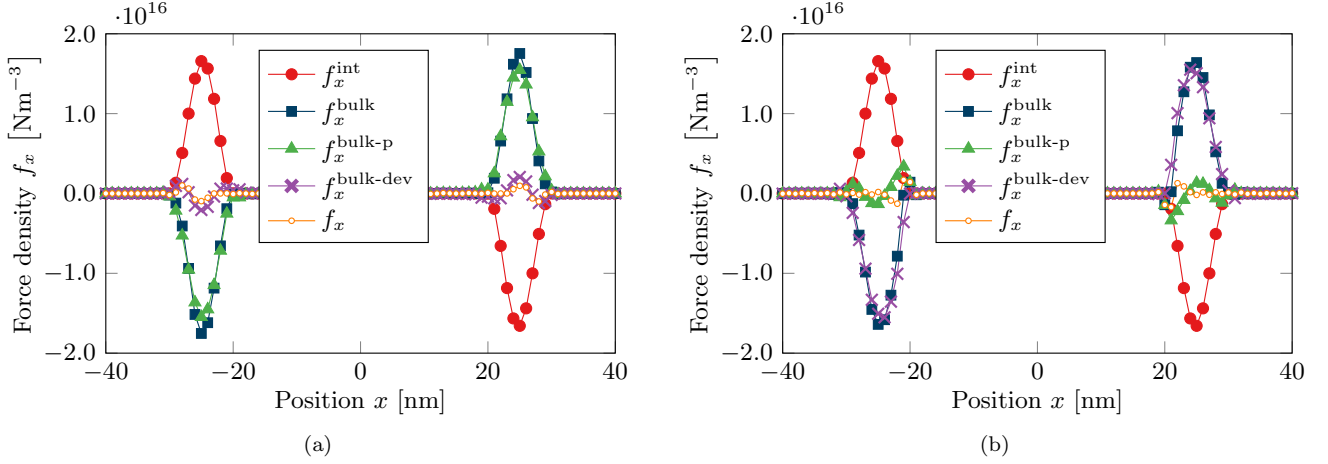 ·10^16
2.0
1.0
0.0
−1.0
−2.0
Force density f_x [Nm^−3]
f_x^int
f_x^bulk
f_x^bulk-p
f_x^bulk-dev
f_x
−40 −20 0 20 40
Position x [nm]
(a)
·10^16
2.0
1.0
0.0
−1.0
−2.0
Force density f_x [Nm^−3]
f_x^int
f_x^bulk
f_x^bulk-p
f_x^bulk-dev
f_x
−40 −20 0 20 40
Position x [nm]
(b)